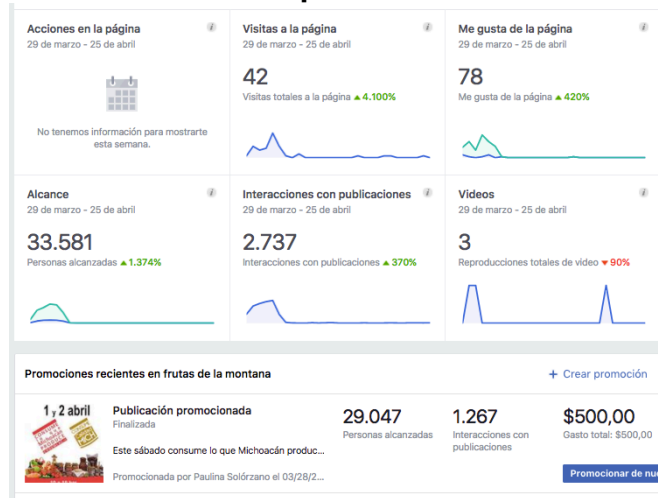 Acciones en la página
29 de marzo - 25 de abril
No tenemos información para mostrarte
esta semana.
Visitas a la página
29 de marzo - 25 de abril
42
Visitas totales a la página ▲ 4.100%
Me gusta de la página
29 de marzo - 25 de abril
78
Me gusta de la página ▲ 420%
Alcance
29 de marzo - 25 de abril
33.581
Personas alcanzadas ▲ 1.374%
Interacciones con publicaciones
29 de marzo - 25 de abril
2.737
Interacciones con publicaciones ▲ 370%
Videos
29 de marzo - 25 de abril
3
Reproducciones totales de video ▼ 90%
Promociones recientes en frutas de la montana
+ Crear promoción
1 y 2 abril
Publicación promocionada
Finalizada
Este sábado consume lo que Michoacán produc...
Promocionada por Paulina Solórzano el 03/28/2...
29.047
Personas alcanzadas
1.267
Interacciones con
publicaciones
$500,00
Gasto total: $500,00
Promocionar de nue